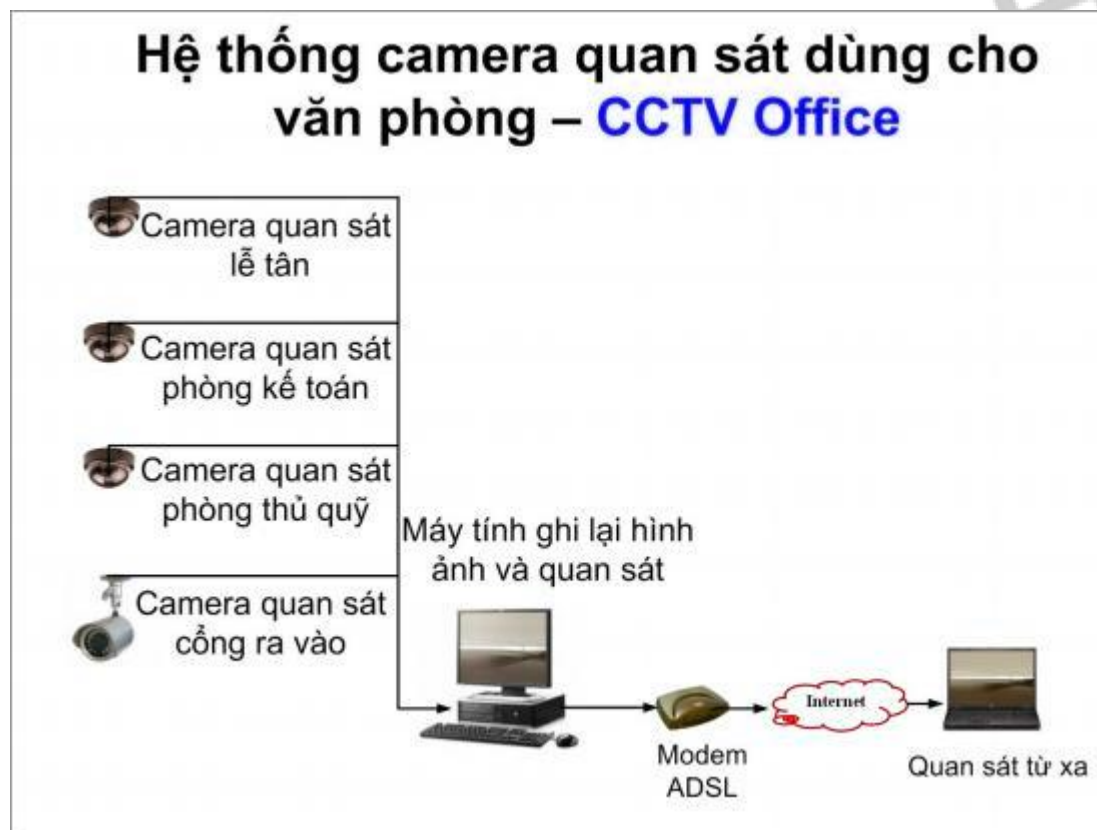 Hệ thống camera quan sát dùng cho
văn phòng – CCTV Office
Camera quan sát
lễ tân
Camera quan sát
phòng kế toán
Camera quan sát
phòng thủ quỹ
Máy tính ghi lại hình
ảnh và quan sát
Camera quan sát
cổng ra vào
Internet
Modem
ADSL
Quan sát từ xa